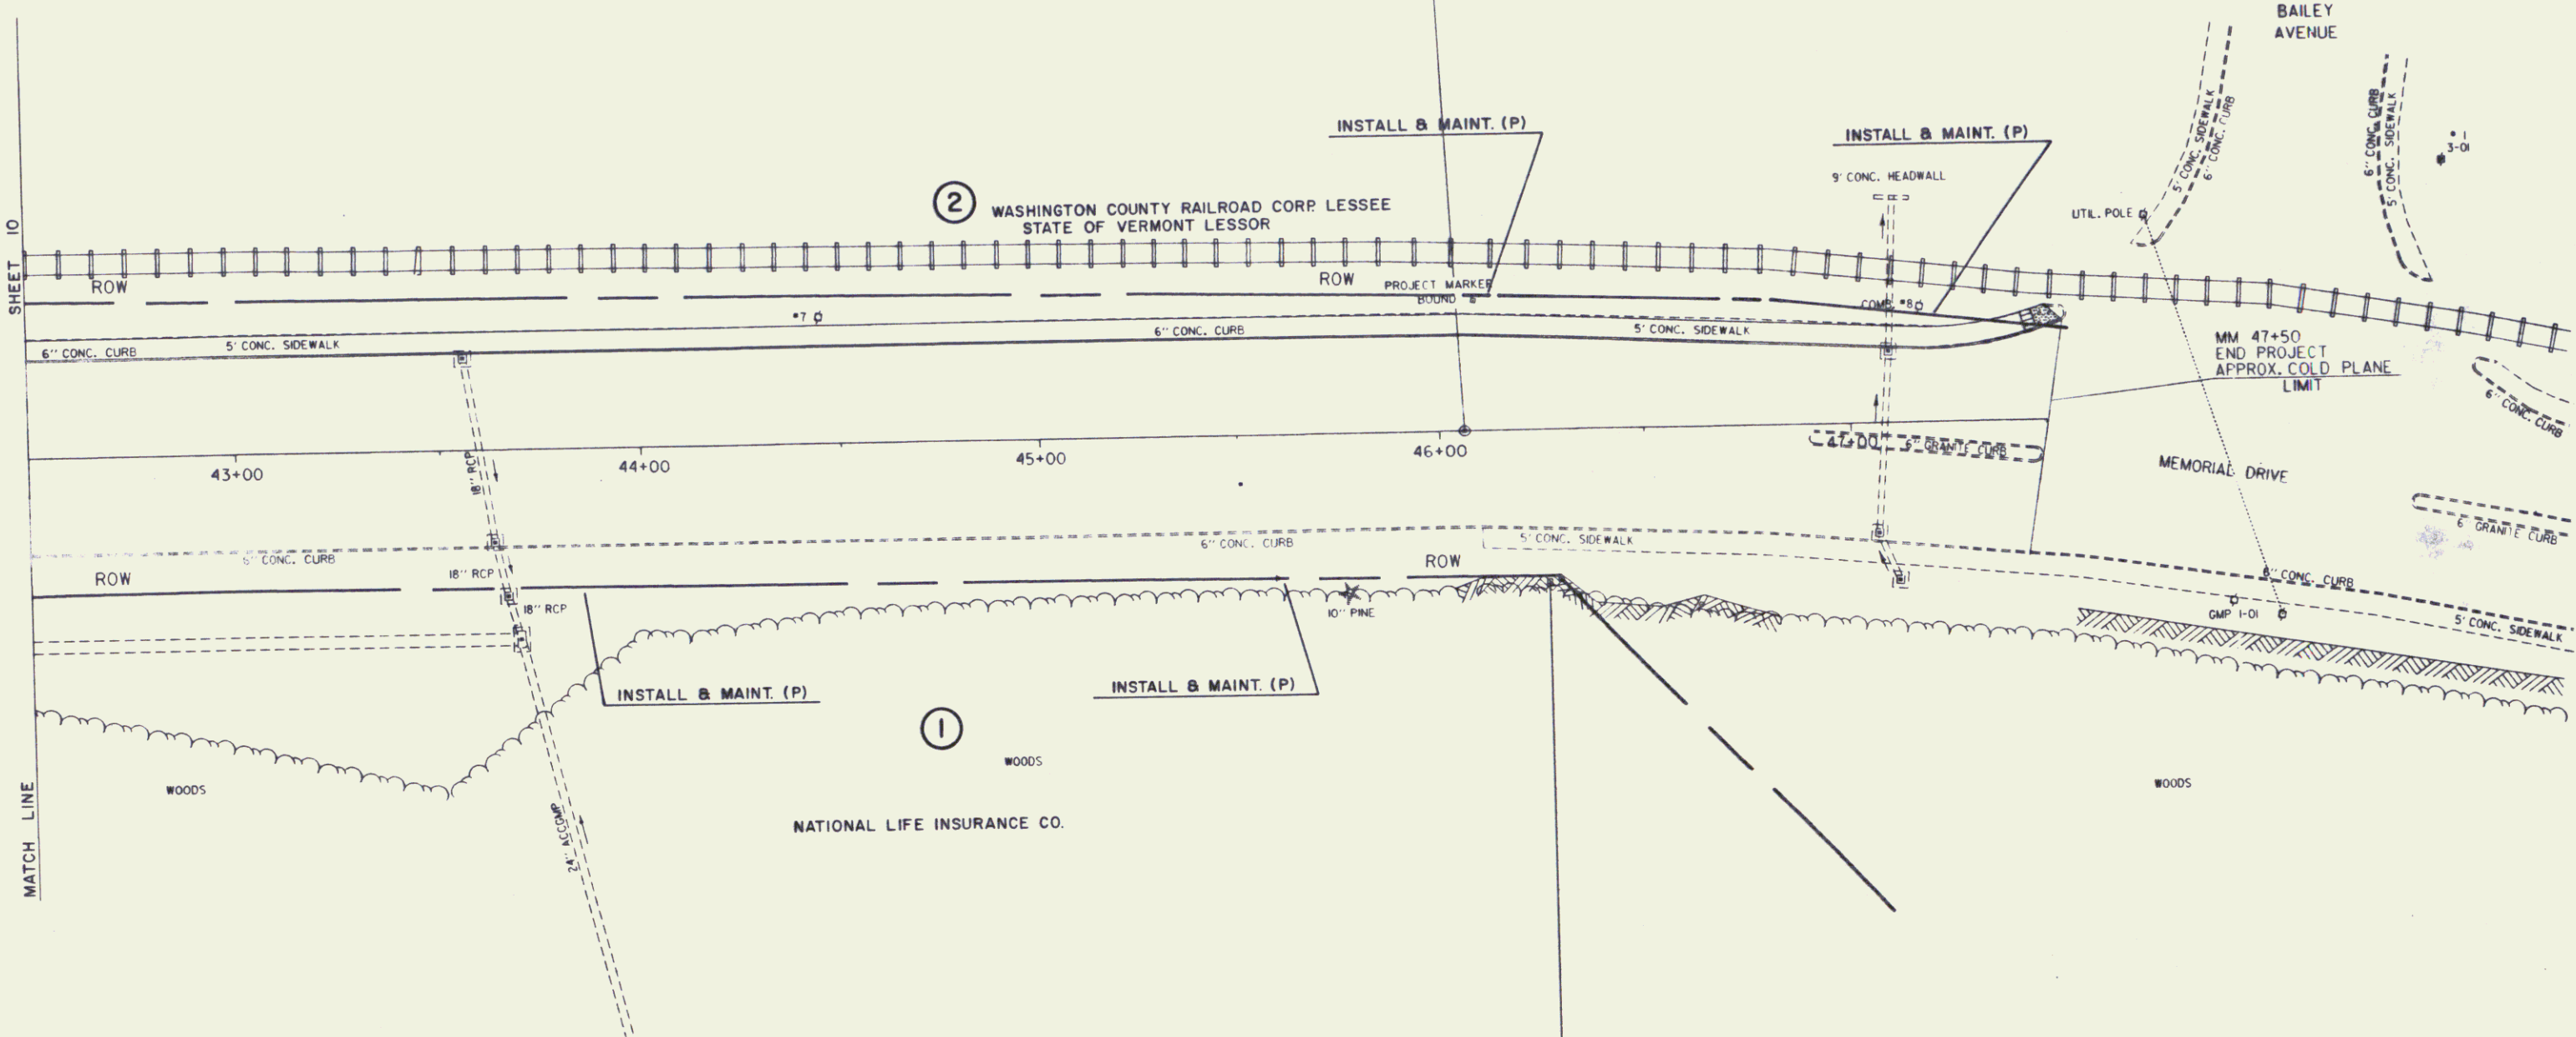 BAILEY
AVENUE
5' CONC. SIDEWALK
6" CONC. CURB
6" CONC. CURB
5' CONC. SIDEWALK
3-01
INSTALL & MAINT. (P)
INSTALL & MAINT. (P)
9' CONC. HEADWALL
UTIL. POLE
2
WASHINGTON COUNTY RAILROAD CORP. LESSEE
STATE OF VERMONT LESSOR
SHEET 10
ROW
ROW
PROJECT MARKER
BOUND
COMB. #8
#7
6" CONC. CURB
5' CONC. SIDEWALK
6" CONC. CURB
5' CONC. SIDEWALK
MM 47+50
END PROJECT
APPROX. COLD PLANE
LIMIT
6" CONC. CURB
43+00
44+00
45+00
46+00
47+00
6" GRANITE CURB
MEMORIAL DRIVE
18" RCP
6" CONC. CURB
6" CONC. CURB
5' CONC. SIDEWALK
6" GRANITE CURB
ROW
18" RCP
ROW
6" CONC. CURB
18" RCP
10" PINE
GMP 1-01
5' CONC. SIDEWALK
INSTALL & MAINT. (P)
INSTALL & MAINT. (P)
1
WOODS
WOODS
WOODS
24" ACCGMP
NATIONAL LIFE INSURANCE CO.
MATCH LINE